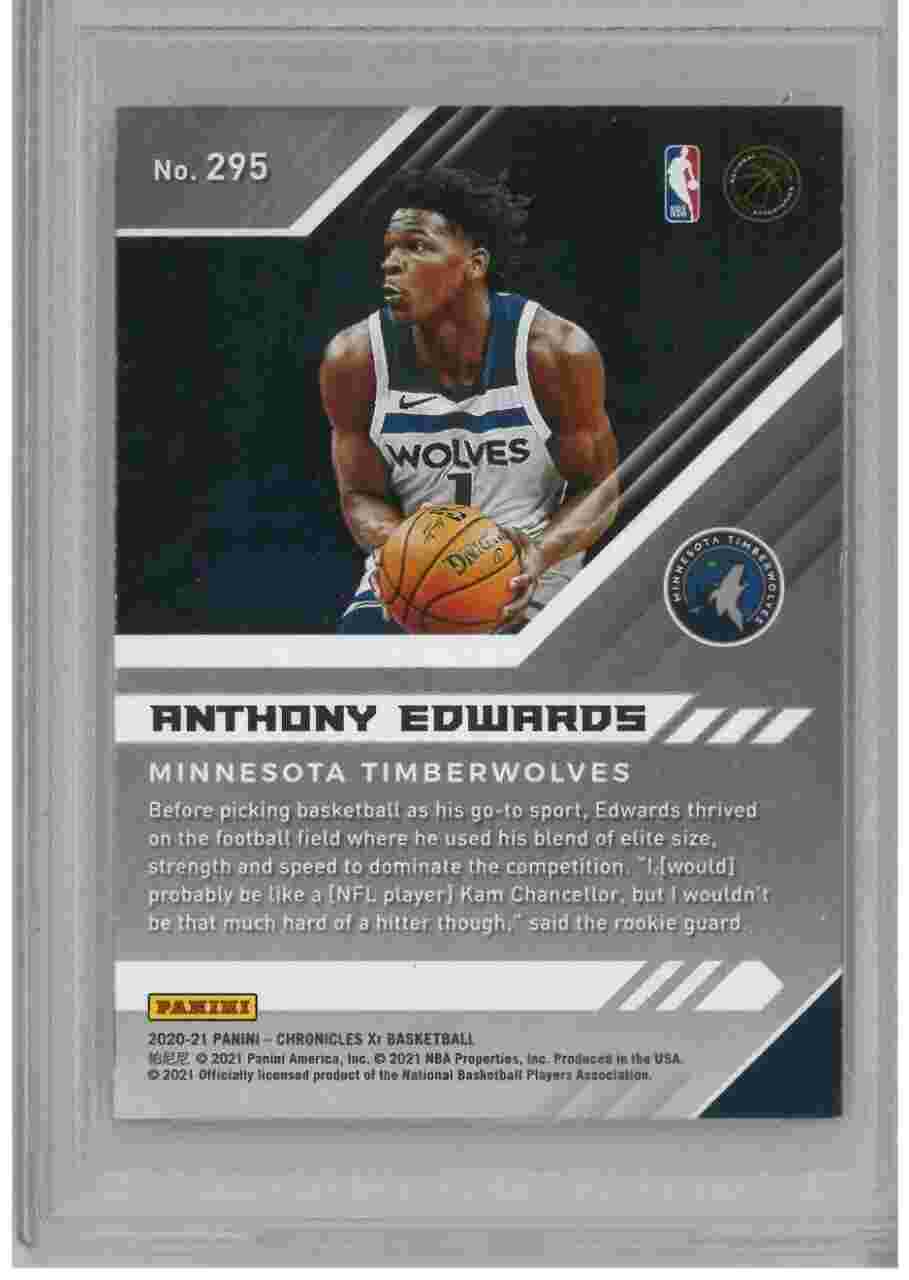 No. 295
NBA
WOLVES
1
MINNESOTA TIMBERWOLVES
ANTHONY EDWARDS
MINNESOTA TIMBERWOLVES
Before picking basketball as his go-to sport, Edwards thrived
on the football field where he used his blend of elite size,
strength and speed to dominate the competition. "I [would]
probably be like a [NFL player] Kam Chancellor, but I wouldn't
be that much hard of a hitter though," said the rookie guard.
PANINI
2020-21 PANINI – CHRONICLES Xr BASKETBALL
帕尼尼 © 2021 Panini America, Inc. © 2021 NBA Properties, Inc. Produced in the USA.
© 2021 Officially licensed product of the National Basketball Players Association.